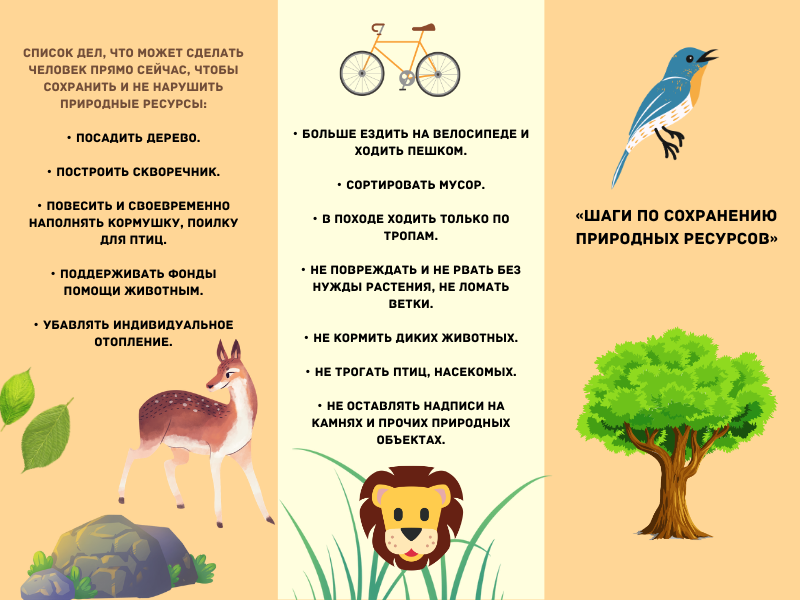 СПИСОК ДЕЛ, ЧТО МОЖЕТ СДЕЛАТЬ
ЧЕЛОВЕК ПРЯМО СЕЙЧАС, ЧТОБЫ
СОХРАНИТЬ И НЕ НАРУШИТЬ
ПРИРОДНЫЕ РЕСУРСЫ:
• ПОСАДИТЬ ДЕРЕВО.
• ПОСТРОИТЬ СКВОРЕЧНИК.
• ПОВЕСИТЬ И СВОЕВРЕМЕННО
НАПОЛНЯТЬ КОРМУШКУ, ПОИЛКУ
ДЛЯ ПТИЦ.
• ПОДДЕРЖИВАТЬ ФОНДЫ
ПОМОЩИ ЖИВОТНЫМ.
• УБАВЛЯТЬ ИНДИВИДУАЛЬНОЕ
ОТОПЛЕНИЕ.
• БОЛЬШЕ ЕЗДИТЬ НА ВЕЛОСИПЕДЕ И
ХОДИТЬ ПЕШКОМ.
• СОРТИРОВАТЬ МУСОР.
• В ПОХОДЕ ХОДИТЬ ТОЛЬКО ПО
ТРОПАМ.
• НЕ ПОВРЕЖДАТЬ И НЕ РВАТЬ БЕЗ
НУЖДЫ РАСТЕНИЯ, НЕ ЛОМАТЬ
ВЕТКИ.
• НЕ КОРМИТЬ ДИКИХ ЖИВОТНЫХ.
• НЕ ТРОГАТЬ ПТИЦ, НАСЕКОМЫХ.
• НЕ ОСТАВЛЯТЬ НАДПИСИ НА
КАМНЯХ И ПРОЧИХ ПРИРОДНЫХ
ОБЪЕКТАХ.
«ШАГИ ПО СОХРАНЕНИЮ
ПРИРОДНЫХ РЕСУРСОВ»